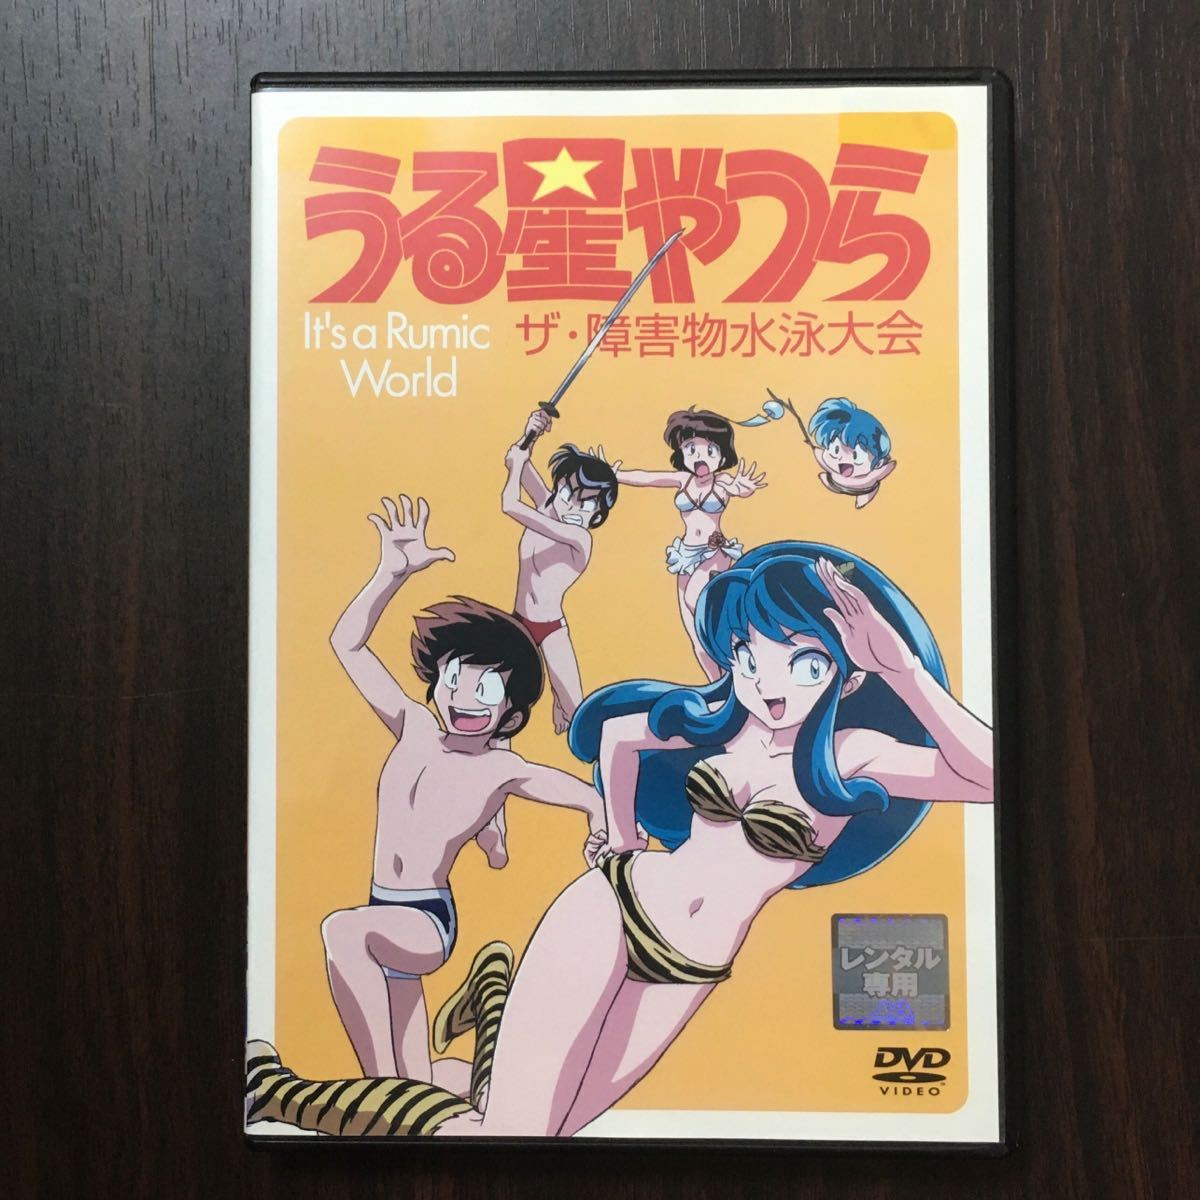 うる星やつら
It's a Rumic
World
ザ・障害物水泳大会
レンタル
専用
DVD
VIDEO